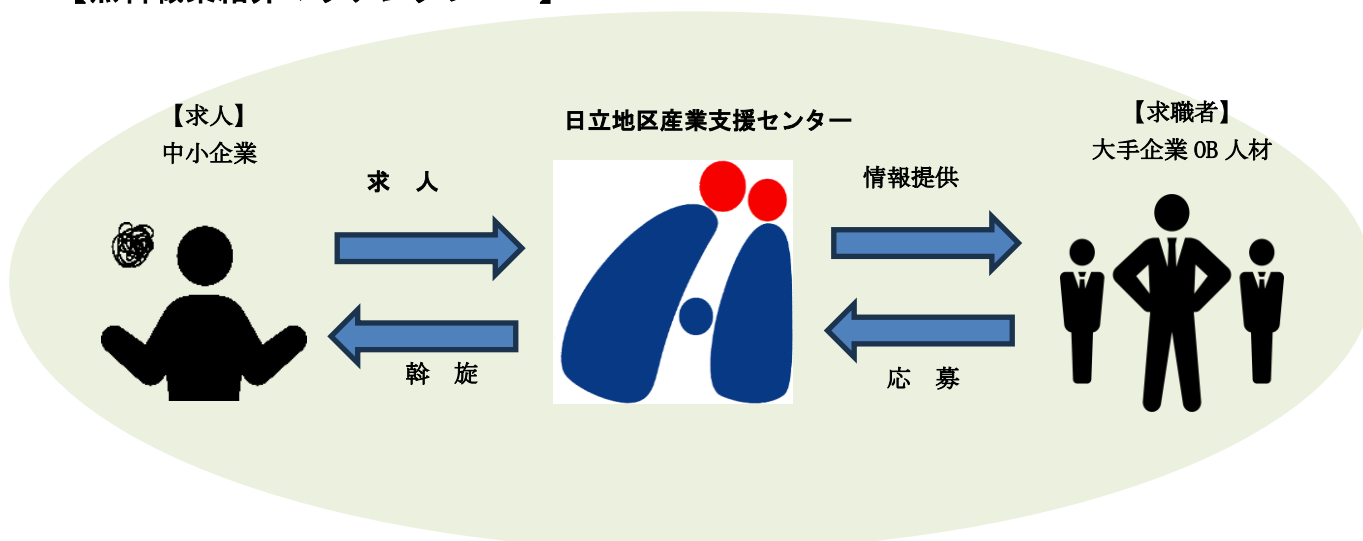 【求人】
中小企業
求　人
斡　旋
日立地区産業支援センター
情報提供
応　募
【求職者】
大手企業 OB 人材